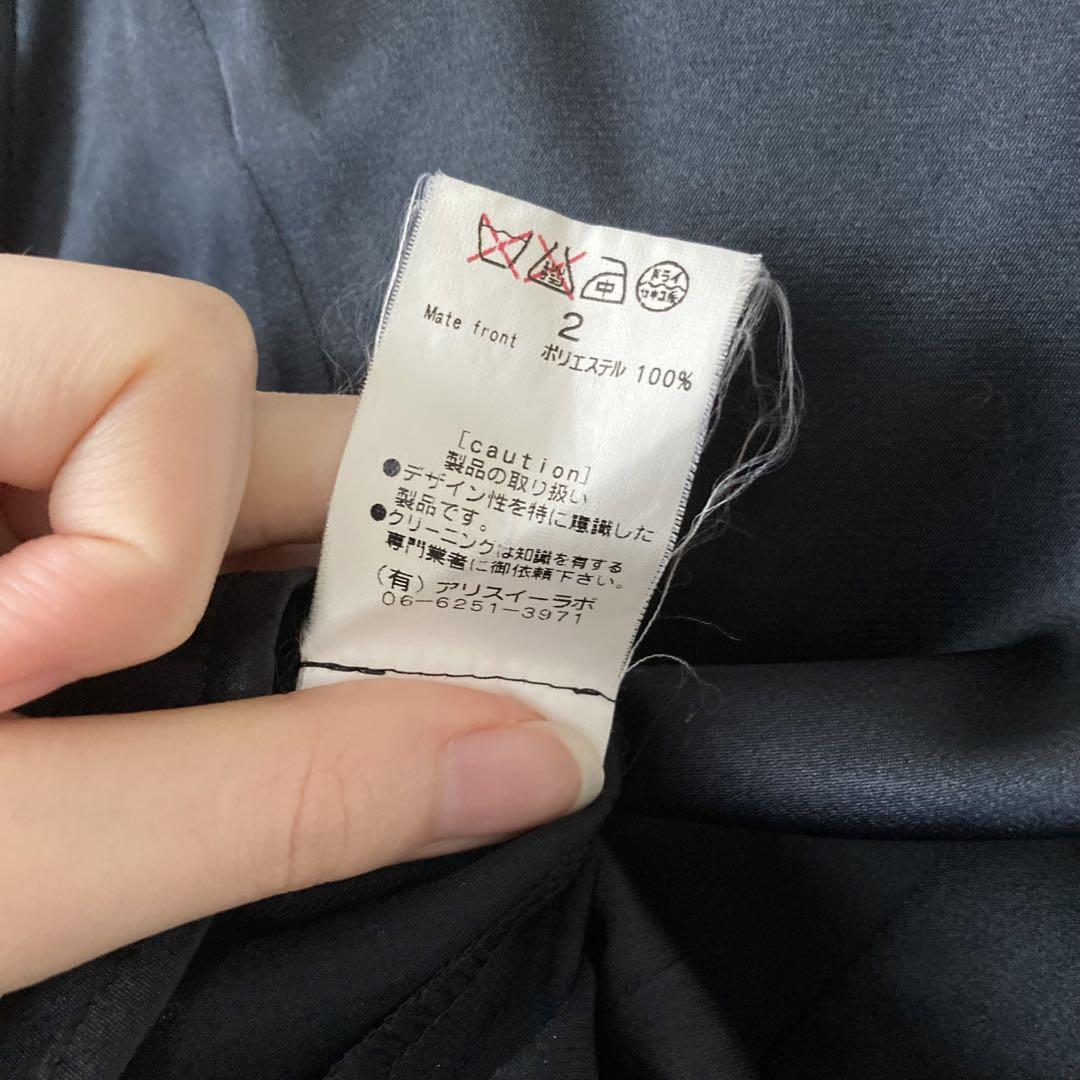 中 ドライ
セキユ系
2
Mate front ポリエステル 100%
[caution]
製品の取り扱い
●デザイン性を特に意識した
製品です。
●クリーニングは知識を有する
専門業者に御依頼下さい。
(有)アリスイーラボ
06-6251-3971